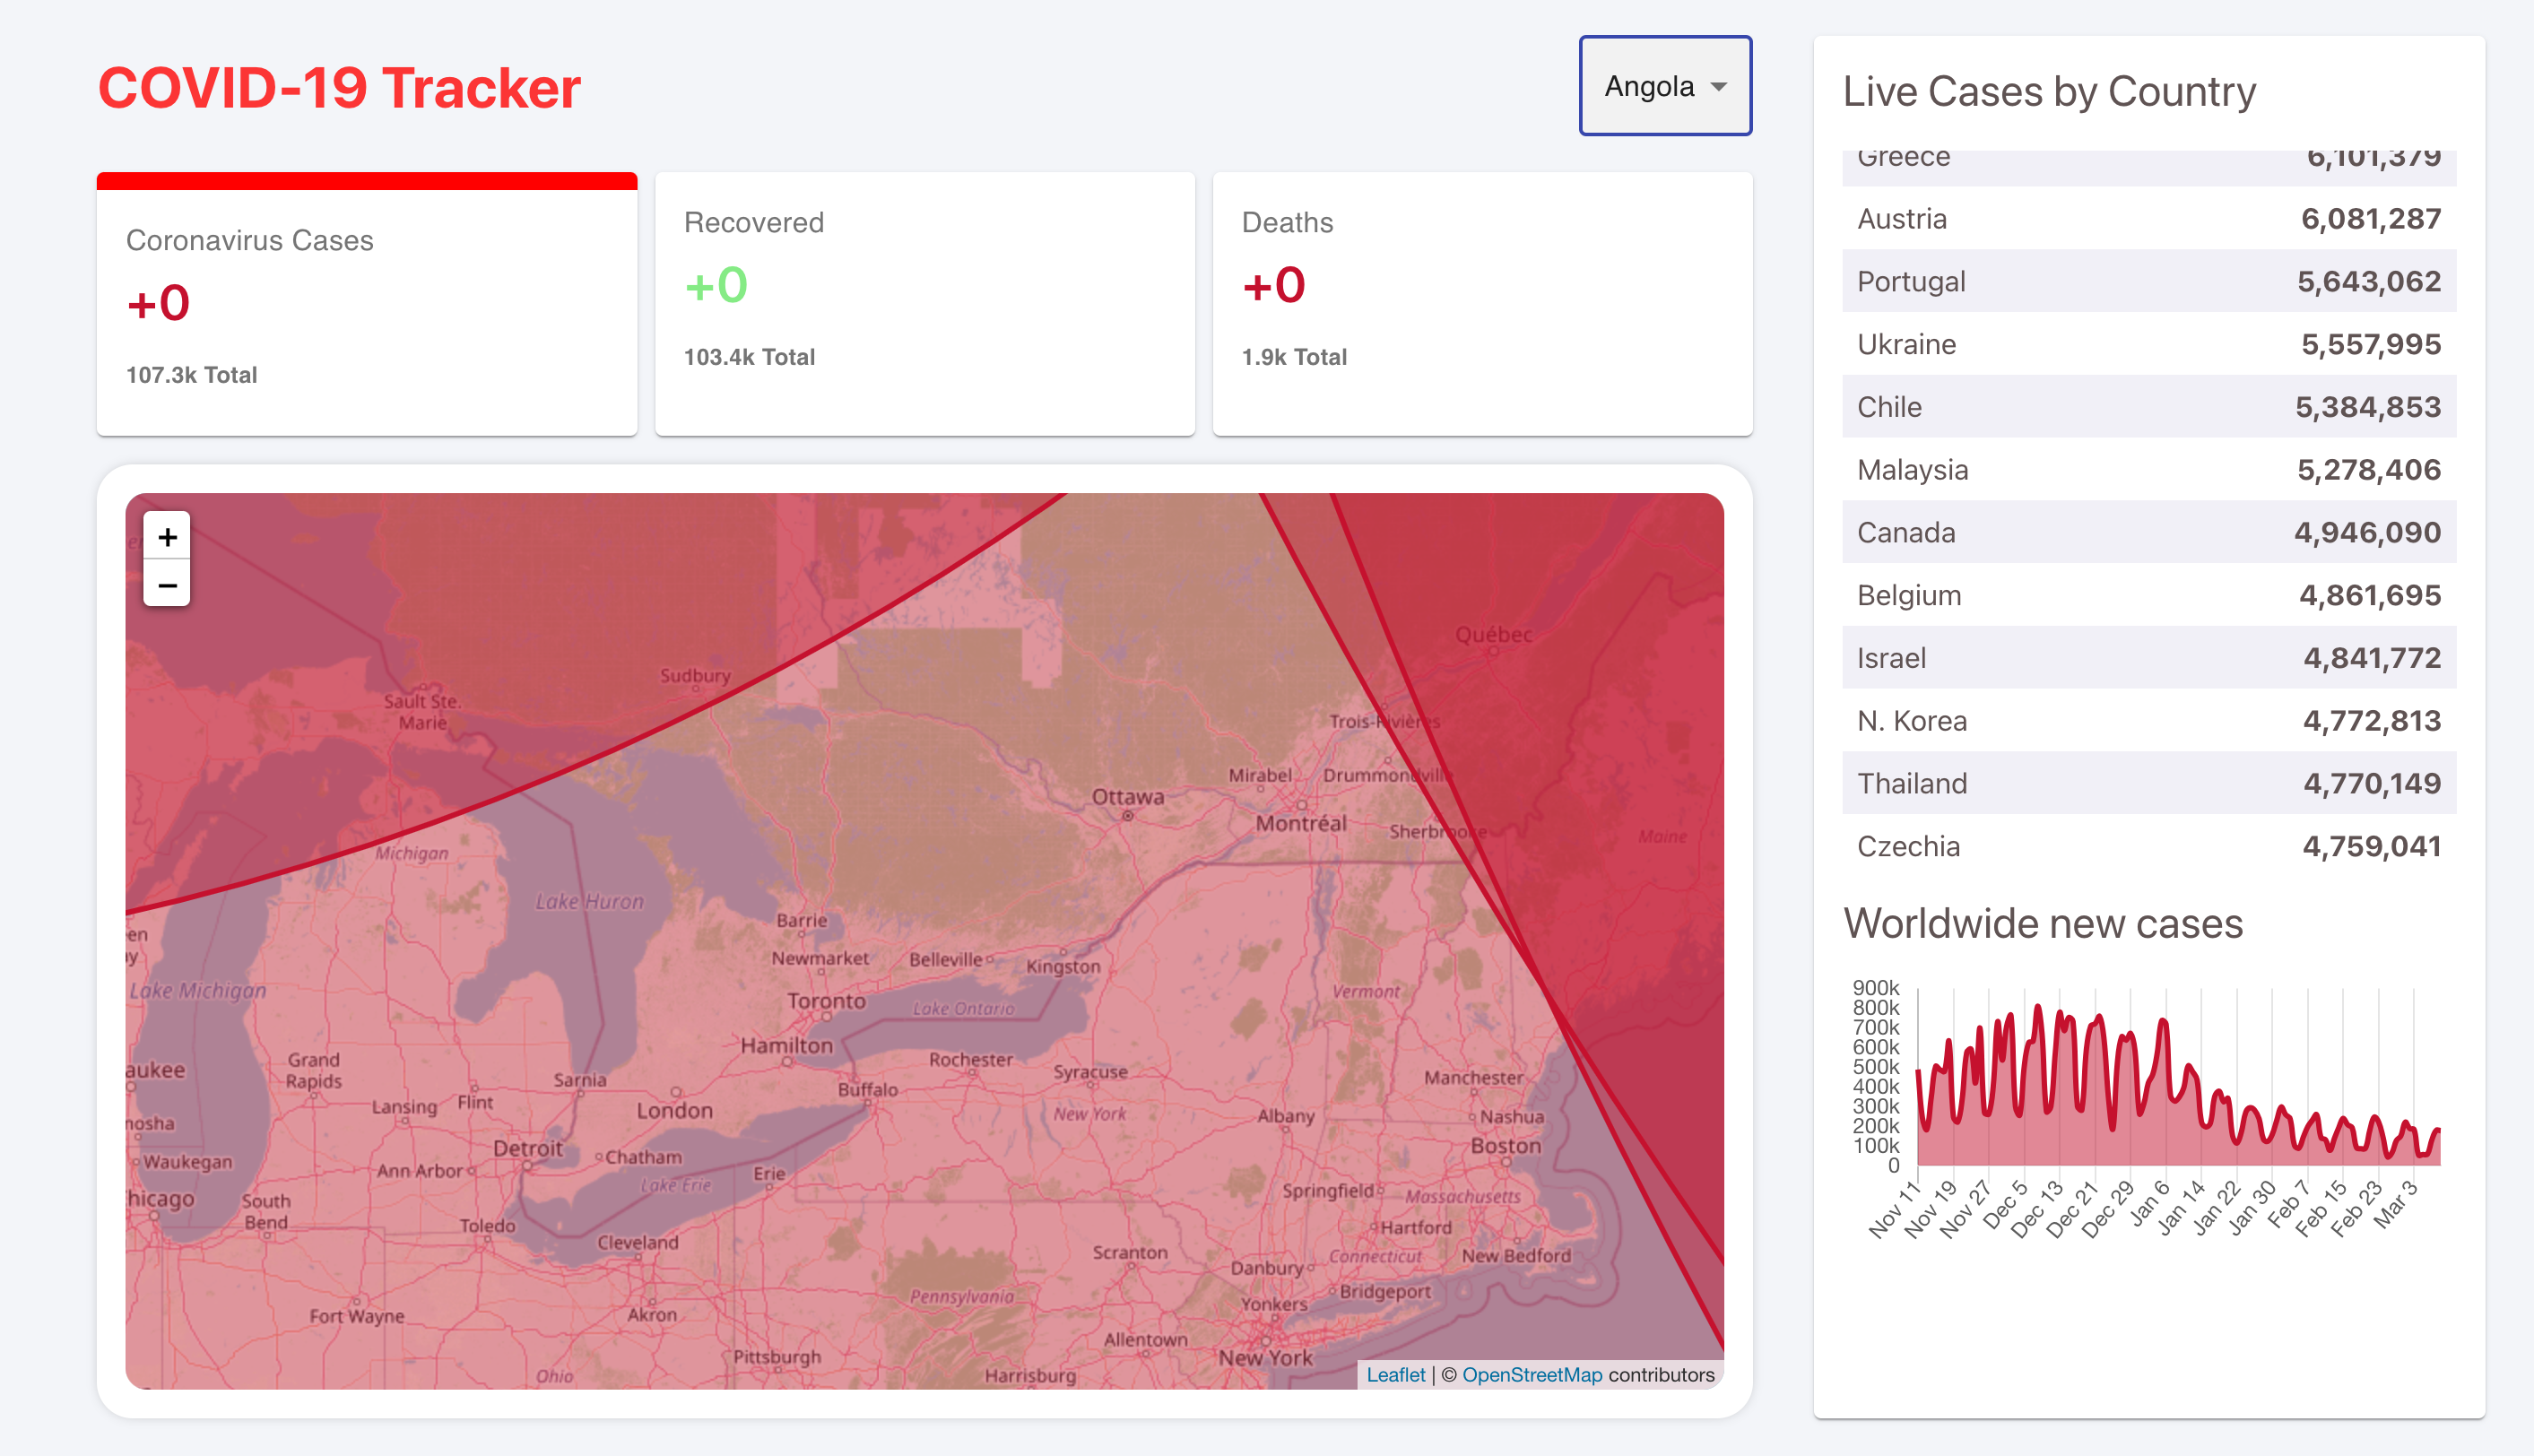 COVID-19 Tracker
Angola
Coronavirus Cases
+0
107.3k Total
Recovered
+0
103.4k Total
Deaths
+0
1.9k Total
+
−
Sudbury
Sault Ste.
Marie
Québec
Trois-Rivières
Mirabel
Drummondville
Ottawa
Montréal
Sherbrooke
Maine
Michigan
Lake Huron
Barrie
Newmarket
Belleville
Kingston
Lake Michigan
Toronto
Lake Ontario
Vermont
Hamilton
Rochester
Syracuse
Grand
Rapids
Sarnia
Buffalo
Manchester
aukee
Lansing
Flint
London
New York
Albany
Nashua
nosha
Detroit
Boston
Waukegan
Ann Arbor
Chatham
Erie
Lake Erie
Springfield
Massachusetts
hicago
South
Bend
Toledo
Hartford
Cleveland
Scranton
Danbury
Connecticut
New Bedford
Pennsylvania
Bridgeport
Yonkers
Fort Wayne
Akron
Allentown
Pittsburgh
New York
Ohio
Harrisburg
Leaflet | © OpenStreetMap contributors
Live Cases by Country
Greece 6,101,379
Austria 6,081,287
Portugal 5,643,062
Ukraine 5,557,995
Chile 5,384,853
Malaysia 5,278,406
Canada 4,946,090
Belgium 4,861,695
Israel 4,841,772
N. Korea 4,772,813
Thailand 4,770,149
Czechia 4,759,041
Worldwide new cases
900k
800k
700k
600k
500k
400k
300k
200k
100k
0
Nov 11
Nov 19
Nov 27
Dec 5
Dec 13
Dec 21
Dec 29
Jan 6
Jan 14
Jan 22
Jan 30
Feb 7
Feb 15
Feb 23
Mar 3